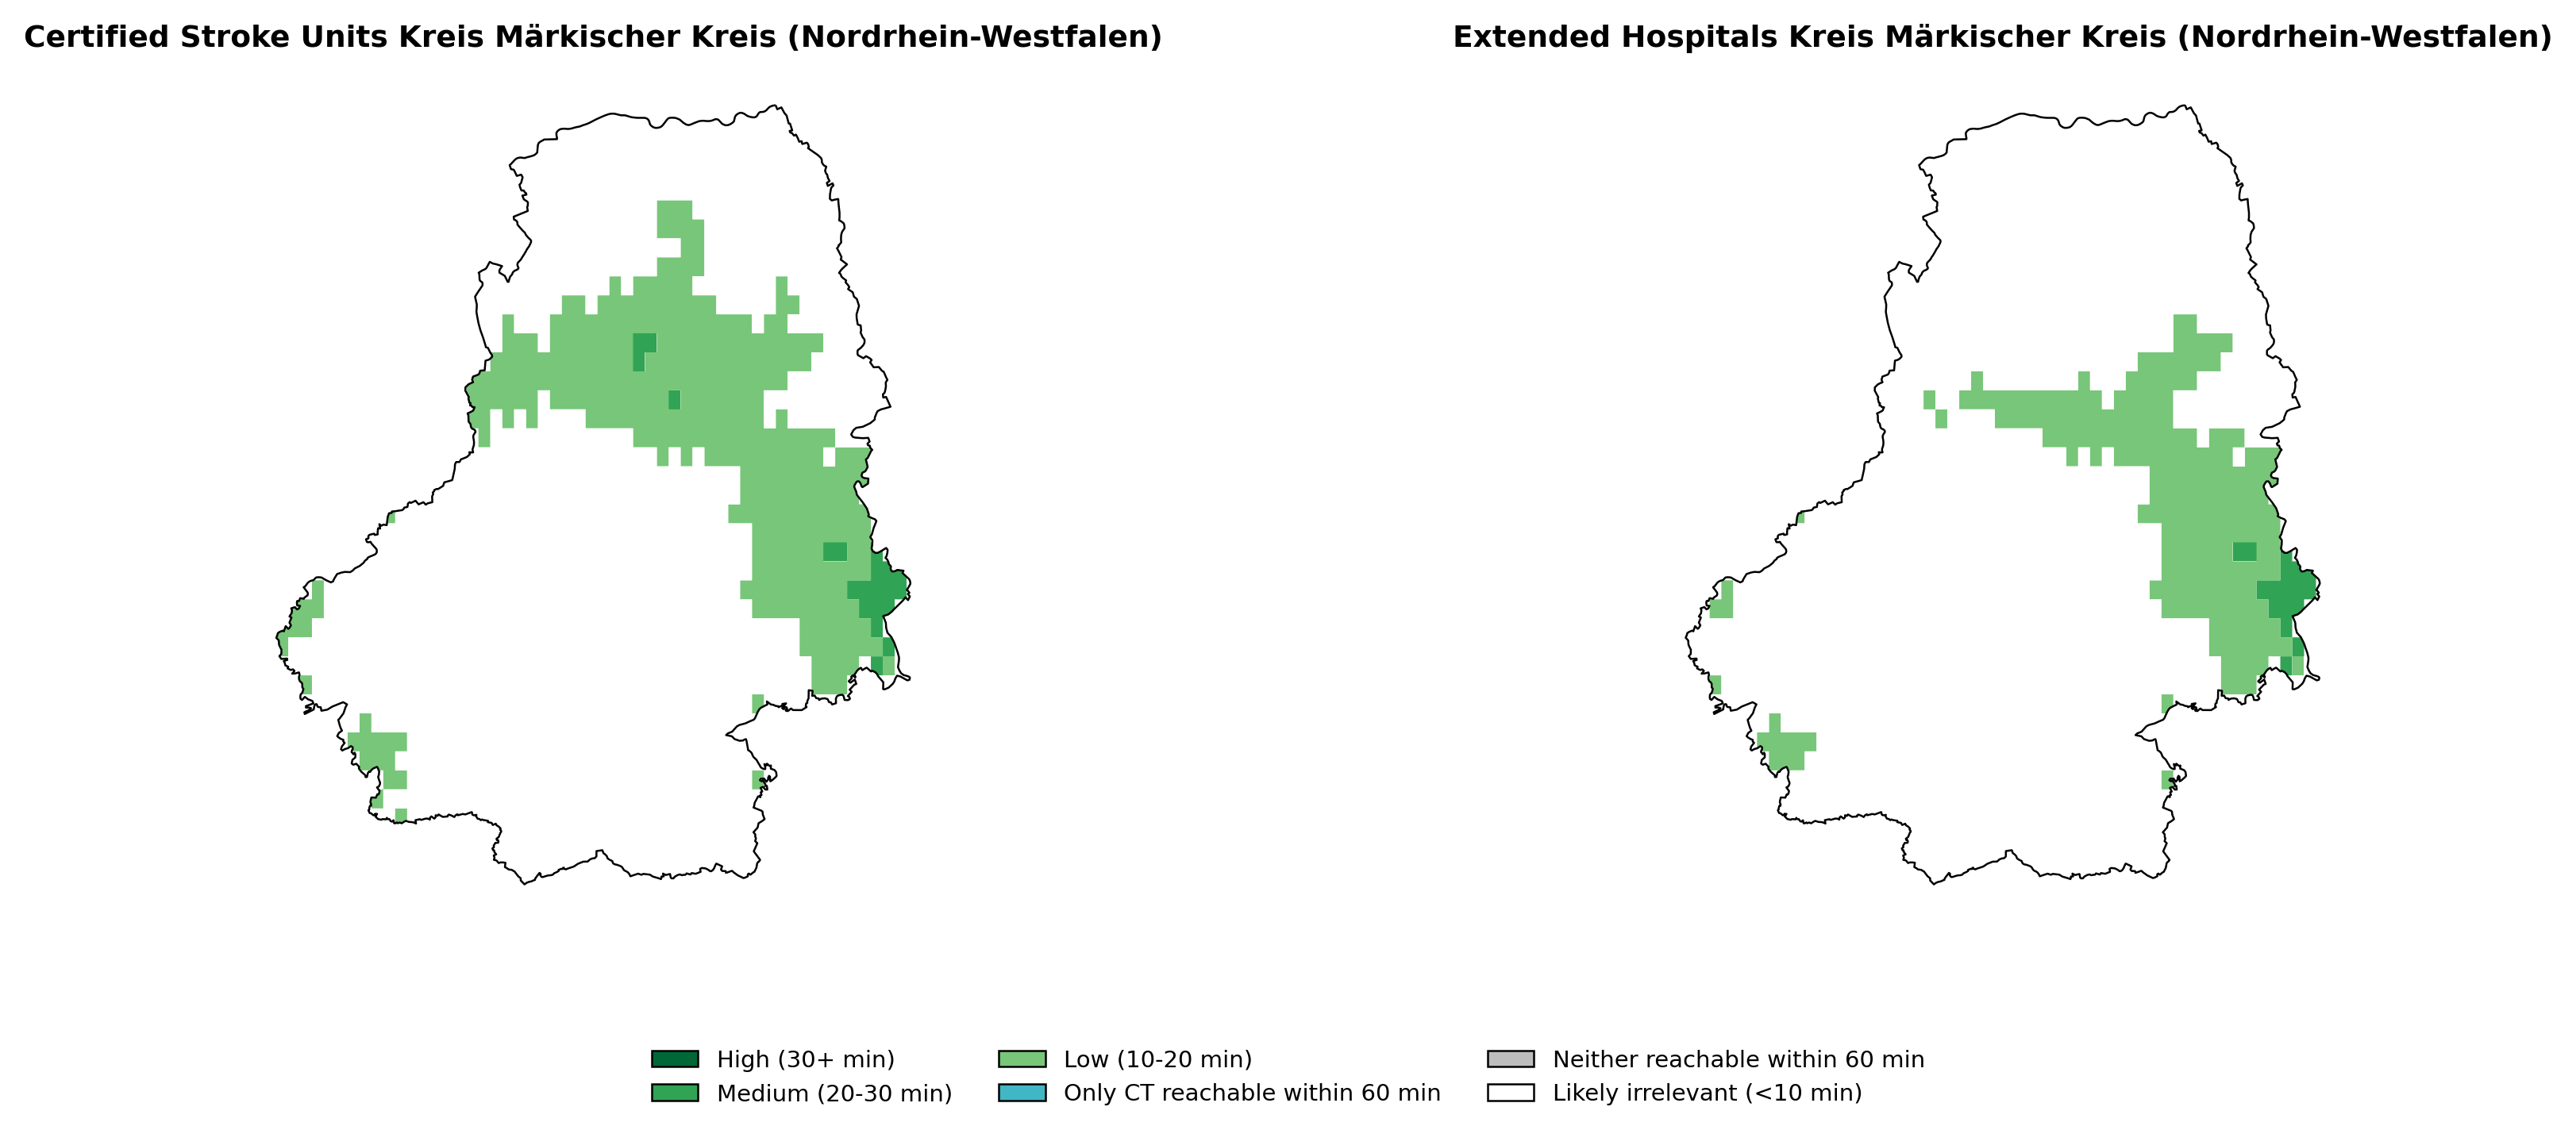 Certified Stroke Units Kreis Märkischer Kreis (Nordrhein-Westfalen)
Extended Hospitals Kreis Märkischer Kreis (Nordrhein-Westfalen)
High (30+ min)
Medium (20-30 min)
Low (10-20 min)
Only CT reachable within 60 min
Neither reachable within 60 min
Likely irrelevant (<10 min)